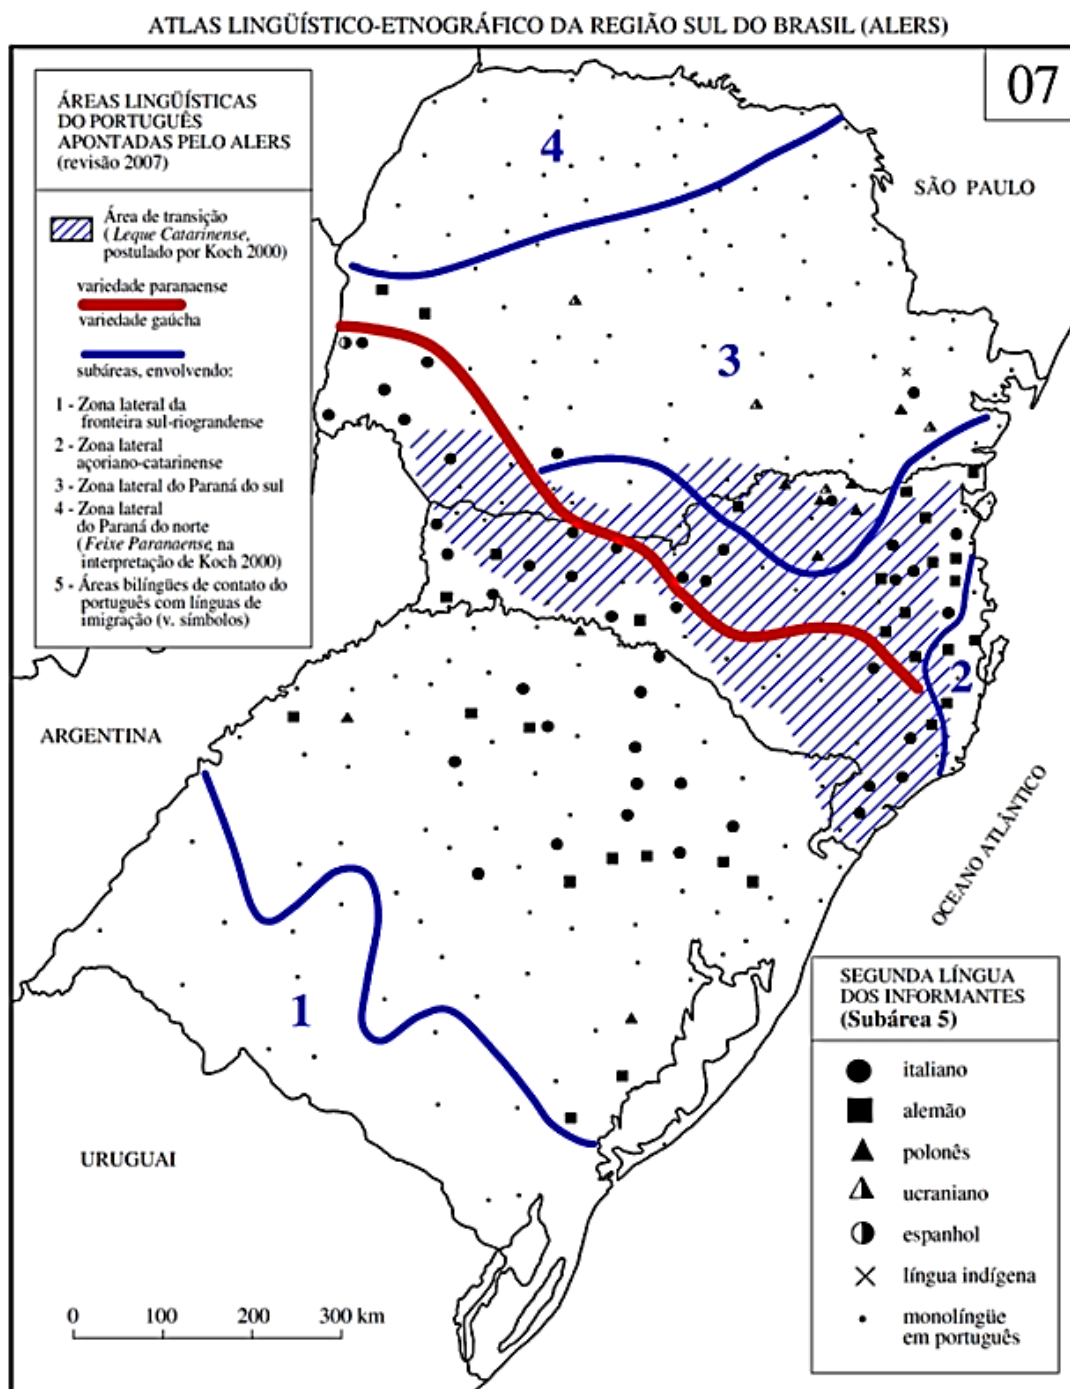 ATLAS LINGÜÍSTICO-ETNOGRÁFICO DA REGIÃO SUL DO BRASIL (ALERS)
07
ÁREAS LINGÜÍSTICAS
DO PORTUGUÊS
APONTADAS PELO ALERS
(revisão 2007)
Área de transição
(Leque Catarinense,
postulado por Koch 2000)
variedade paranaense
variedade gaúcha
subáreas, envolvendo:
1 - Zona lateral da
fronteira sul-riograndense
2 - Zona lateral
açoriano-catarinense
3 - Zona lateral do Paraná do sul
4 - Zona lateral
do Paraná do norte
(Feixe Paranaense, na
interpretação de Koch 2000)
5 - Áreas bilíngües de contato do
português com línguas de
imigração (v. símbolos)
4
SÃO PAULO
3
2
ARGENTINA
OCEANO ATLÂNTICO
1
URUGUAI
0 100 200 300 km
SEGUNDA LÍNGUA
DOS INFORMANTES
(Subárea 5)
italiano
alemão
polonês
ucraniano
espanhol
língua indígena
monolíngüe
em português